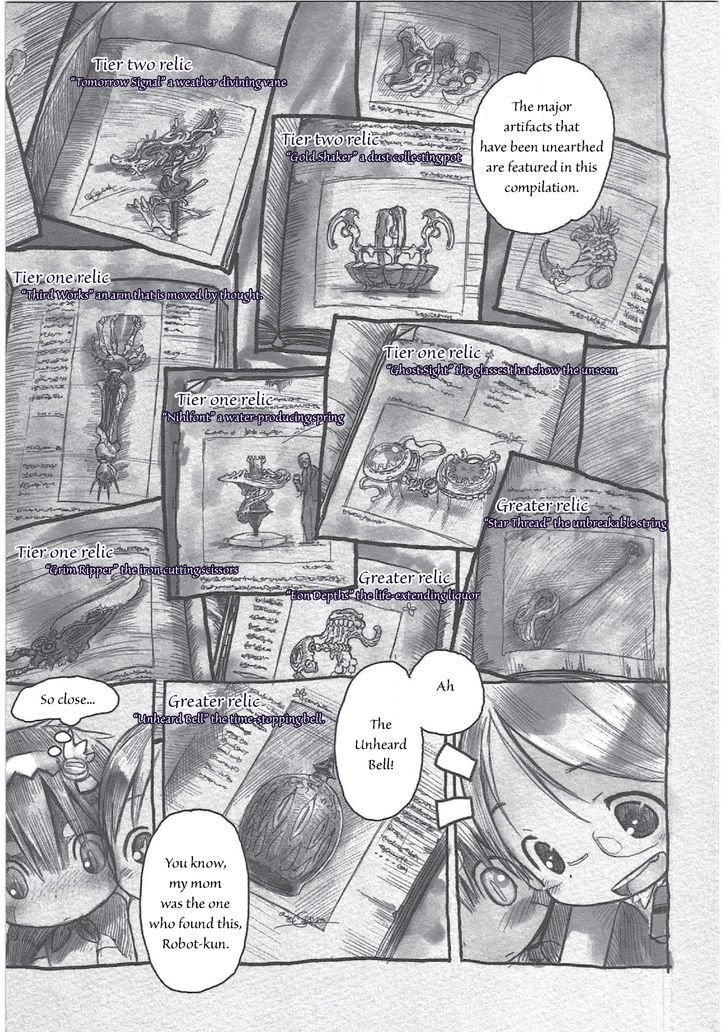 Tier two relic
"Tomorrow Signal" a weather divining vane
The major
artifacts that
have been unearthed
are featured in this
compilation.
Tier two relic
"Gold Shaker" a dust collecting pot
Tier one relic
"Third Works" an arm that is moved by thought.
Tier one relic
"Ghost Sight" the glasses that show the unseen
Tier one relic
"Nihlfont" a water-producing spring
Greater relic
"Star Thread" the unbreakable string
Tier one relic
"Grim Ripper" the iron cutting scissors
Greater relic
"Eon Depths" the life-extending liquor
Ah
The
Unheard
Bell!
Greater relic
"Unheard Bell" the time-stopping bell.
So close...
You know,
my mom
was the one
who found this,
Robot-kun.